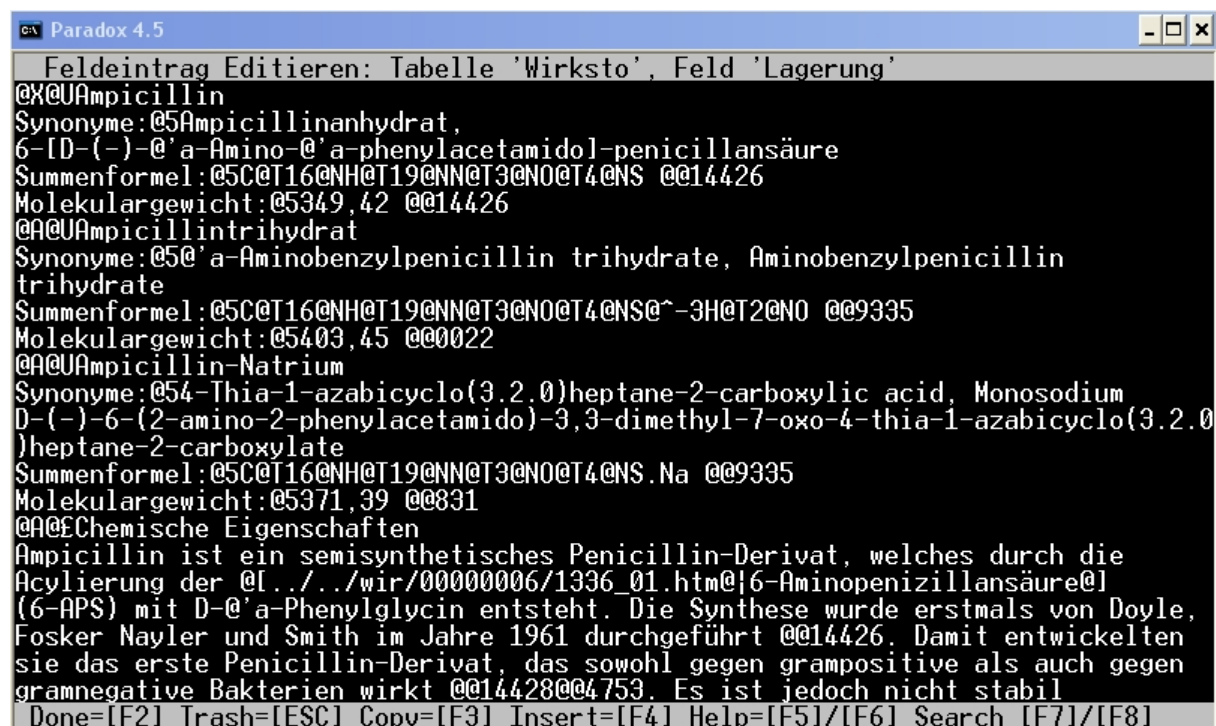 Paradox 4.5
Feldeintrag Editieren: Tabelle 'Wirksto', Feld 'Lagerung'
@X@UAmpicillin
Synonyme:@5Ampicillinanhydrat,
6-[D-(-)-@'a-Amino-@'a-phenylacetamido]-penicillansäure
Summenformel:@5C@T16@NH@T19@NN@T3@NO@T4@NS @@14426
Molekulargewicht:@5349,42 @@14426
@A@UAmpicillintrihydrat
Synonyme:@5@'a-Aminobenzylpenicillin trihydrate, Aminobenzylpenicillin
trihydrate
Summenformel:@5C@T16@NH@T19@NN@T3@NO@T4@NS@^-3H@T2@NO @@9335
Molekulargewicht:@5403,45 @@0022
@A@UAmpicillin-Natrium
Synonyme:@54-Thia-1-azabicyclo(3.2.0)heptane-2-carboxylic acid, Monosodium
D-(-)-6-(2-amino-2-phenylacetamido)-3,3-dimethyl-7-oxo-4-thia-1-azabicyclo(3.2.0
)heptane-2-carboxylate
Summenformel:@5C@T16@NH@T19@NN@T3@NO@T4@NS.Na @@9335
Molekulargewicht:@5371,39 @@831
@A@£Chemische Eigenschaften
Ampicillin ist ein semisynthetisches Penicillin-Derivat, welches durch die
Acylierung der @[../../wir/00000006/1336_01.htm@¦6-Aminopenizillansäure@]
(6-APS) mit D-@'a-Phenylglycin entsteht. Die Synthese wurde erstmals von Doyle,
Fosker Nayler und Smith im Jahre 1961 durchgeführt @@14426. Damit entwickelten
sie das erste Penicillin-Derivat, das sowohl gegen grampositive als auch gegen
gramnegative Bakterien wirkt @@14428@@4753. Es ist jedoch nicht stabil
Done=[F2] Trash=[ESC] Copy=[F3] Insert=[F4] Help=[F5]/[F6] Search [F7]/[F8]